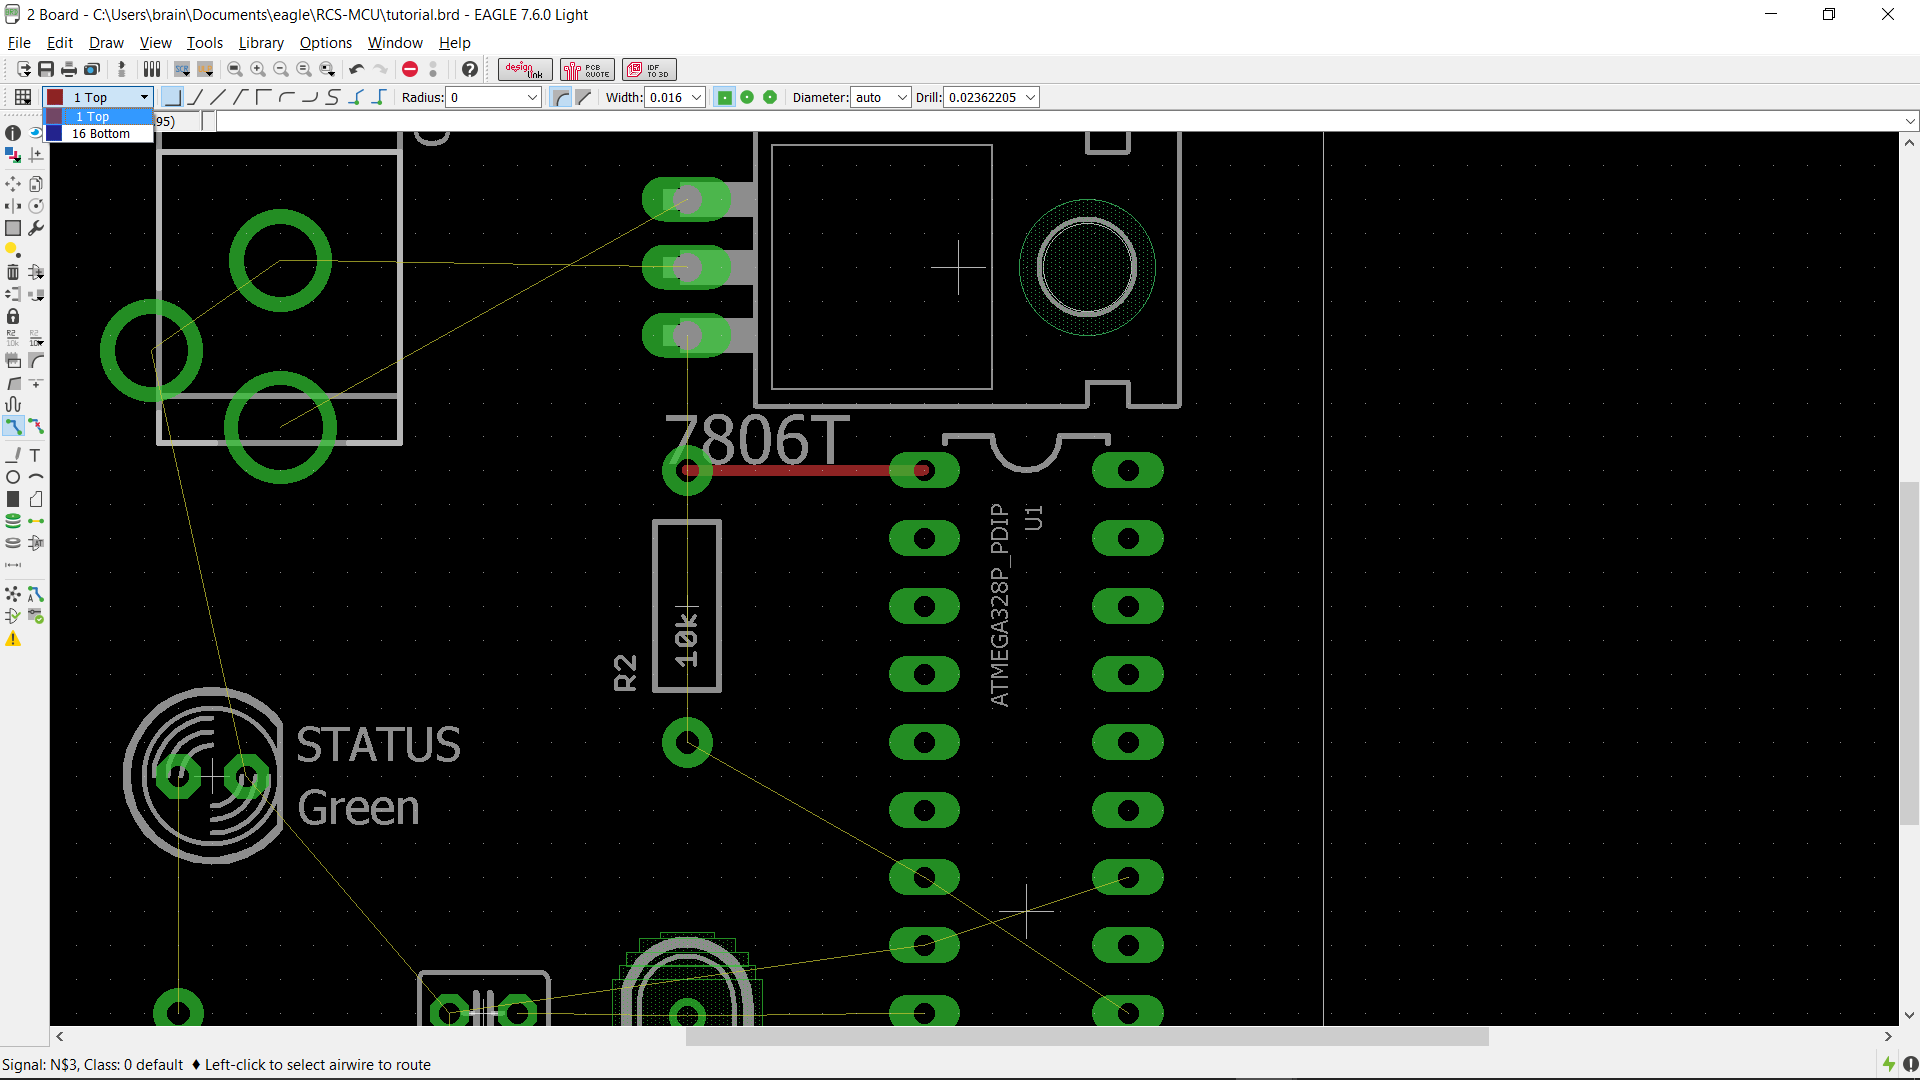 2 Board - C:\Users\brain\Documents\eagle\RCS-MCU\tutorial.brd - EAGLE 7.6.0 Light
File Edit Draw View Tools Library Options Window Help
design link PCB QUOTE IDF TO 3D
1 Top Radius: 0 Width: 0.016 Diameter: auto Drill: 0.02362205
1 Top
95)
16 Bottom
7806T
U1
ATMEGA328P_PDIP
10k
R2
STATUS
Green
Signal: N$3, Class: 0 default ♦ Left-click to select airwire to route